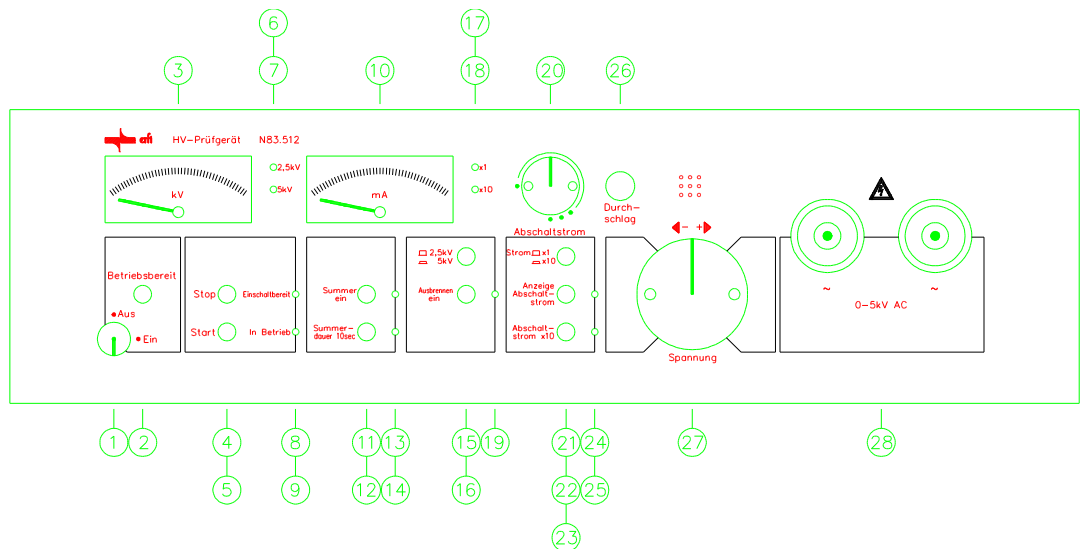 6 17
3 7 10 18 20 26
afi HV-Prüfgerät N83.512
2,5kV
5kV
kV
mA
x1
x10
Durch-
schlag
Abschaltstrom
- +
Betriebsbereit
Aus
Ein
Stop Einschaltbereit
Start In Betrieb
Summer
ein
Summer-
dauer 10sec
2,5kV
5kV
Ausbrennen
ein
Strom x1
x10
Anzeige
Abschalt-
strom
Abschalt-
strom x10
Spannung
~ ~
0-5kV AC
1 2 4 8 11 13 15 19 21 24 27 28
5 9 12 14 16 22 25
23